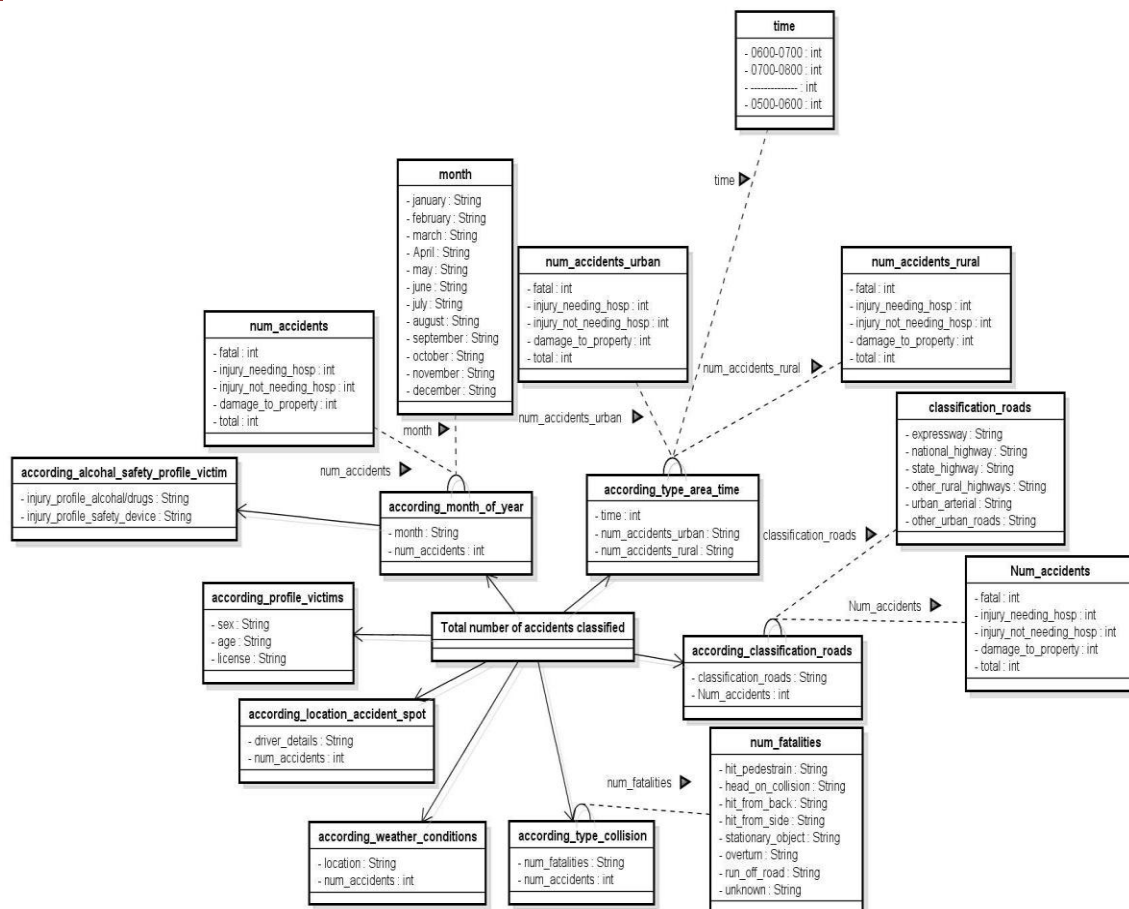 time
- 0600-0700 : int
- 0700-0800 : int
- -------------- : int
- 0500-0600 : int
time
month
- january : String
- february : String
- march : String
- April : String
- may : String
- june : String
- july : String
- august : String
- september : String
- october : String
- november : String
- december : String
month
num_accidents_urban
- fatal : int
- injury_needing_hosp : int
- injury_not_needing_hosp : int
- damage_to_property : int
- total : int
num_accidents_urban
num_accidents_rural
- fatal : int
- injury_needing_hosp : int
- injury_not_needing_hosp : int
- damage_to_property : int
- total : int
num_accidents_rural
num_accidents
- fatal : int
- injury_needing_hosp : int
- injury_not_needing_hosp : int
- damage_to_property : int
- total : int
num_accidents
classification_roads
- expressway : String
- national_highway : String
- state_highway : String
- other_rural_highways : String
- urban_arterial : String
- other_urban_roads : String
classification_roads
according_alcohal_safety_profile_victim
- injury_profile_alcohal/drugs : String
- injury_profile_safety_device : String
according_month_of_year
- month : String
- num_accidents : int
according_type_area_time
- time : int
- num_accidents_urban : String
- num_accidents_rural : String
Num_accidents
- fatal : int
- injury_needing_hosp : int
- injury_not_needing_hosp : int
- damage_to_property : int
- total : int
Num_accidents
according_profile_victims
- sex : String
- age : String
- license : String
Total number of accidents classified
according_classification_roads
- classification_roads : String
- Num_accidents : int
according_location_accident_spot
- driver_details : String
- num_accidents : int
num_fatalities
- hit_pedestrain : String
- head_on_collision : String
- hit_from_back : String
- hit_from_side : String
- stationary_object : String
- overturn : String
- run_off_road : String
- unknown : String
num_fatalities
according_weather_conditions
- location : String
- num_accidents : int
according_type_collision
- num_fatalities : String
- num_accidents : int